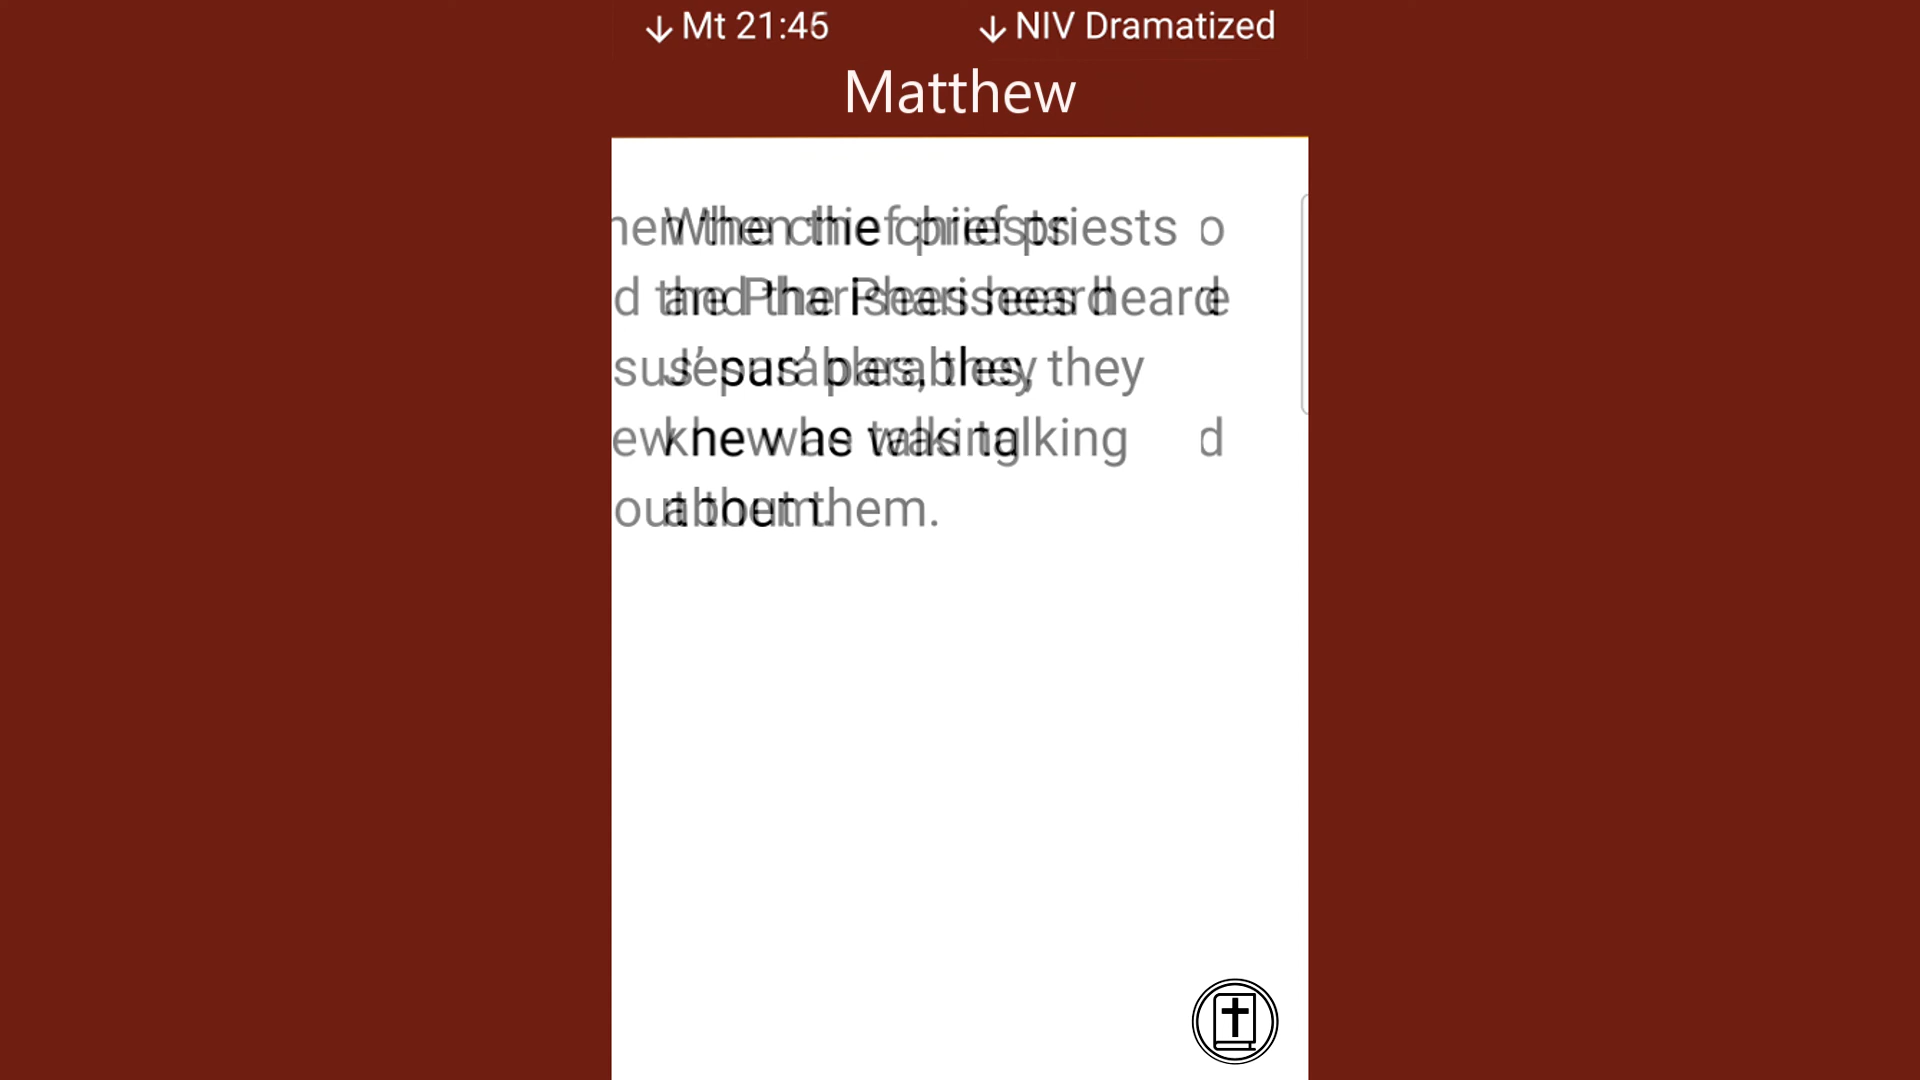 Mt 21:45
NIV Dramatized
Matthew
When the chief priests
and the Pharisees heard
Jesus’ parables, they
knew he was talking
about them.